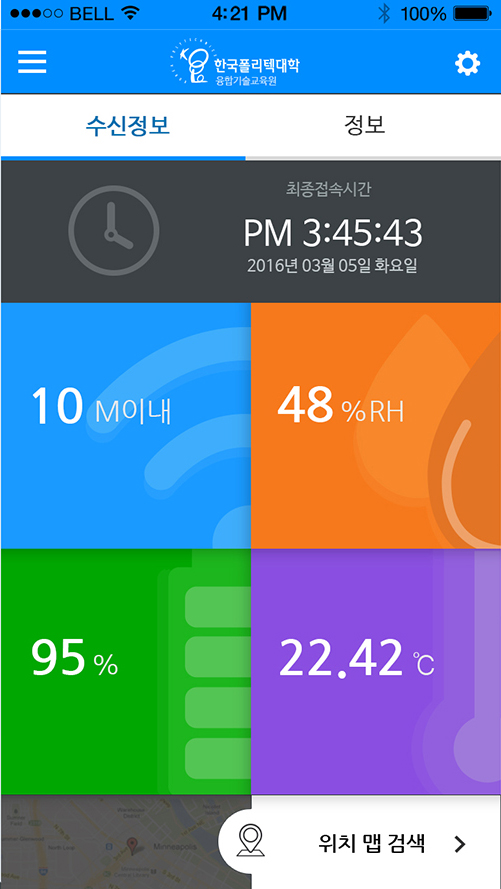 BELL 4:21 PM 100%
한국폴리텍대학
융합기술교육원
수신정보 정보
최종접속시간
PM 3:45:43
2016년 03월 05일 화요일
10 M이내
48 %RH
95 %
22.42 ℃
Minneapolis
위치 맵 검색